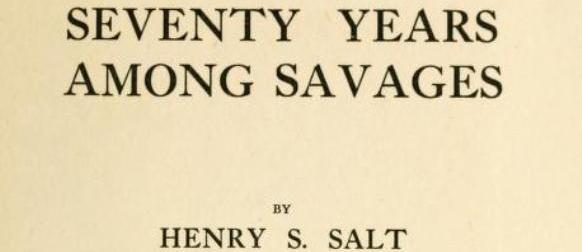 SEVENTY YEARS
AMONG SAVAGES
BY
HENRY S. SALT